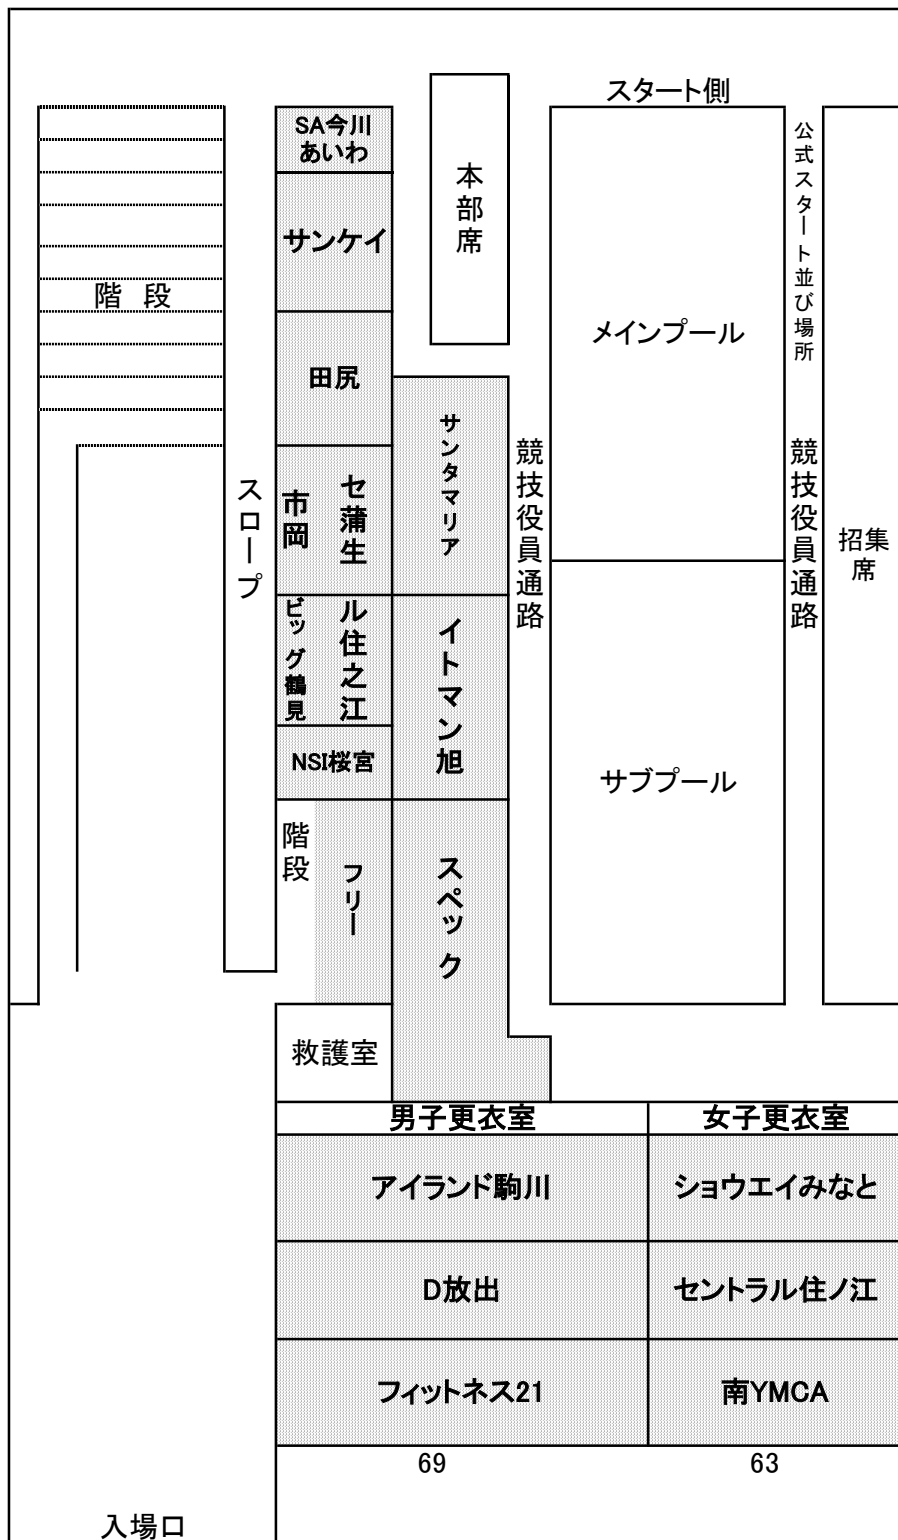 スタート側
SA今川
あいわ
本部席
公式スタート並び場所
サンケイ
階 段
メインプール
田尻
サンタマリア
競技役員通路
競技役員通路
スロープ
市岡
セ蒲生
招集
席
ビッグ鶴見
ル住之江
イトマン旭
NSI桜宮
サブプール
階段
フリー
スペック
救護室
男子更衣室
女子更衣室
アイランド駒川
ショウエイみなと
D放出
セントラル住ノ江
フィットネス21
南YMCA
69
63
入場口